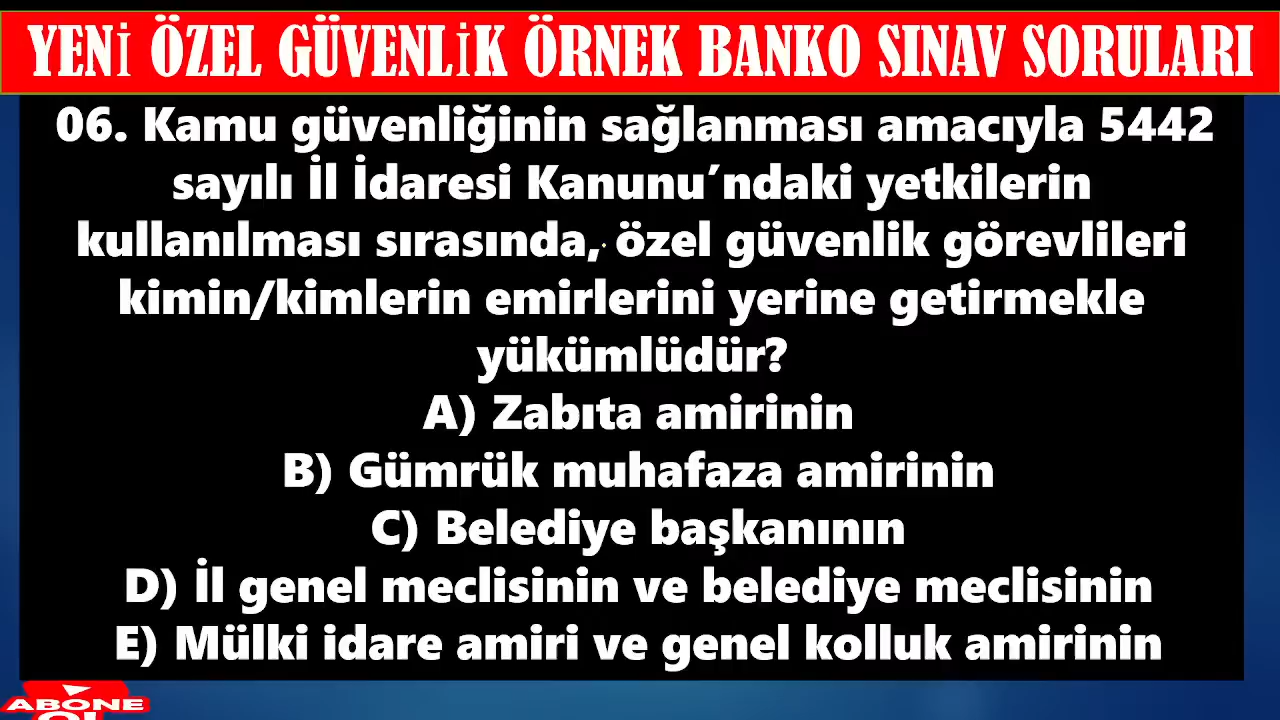 YENİ ÖZEL GÜVENLİK ÖRNEK BANKO SINAV SORULARI
06. Kamu güvenliğinin sağlanması amacıyla 5442
sayılı İl İdaresi Kanunu’ndaki yetkilerin
kullanılması sırasında, özel güvenlik görevlileri
kimin/kimlerin emirlerini yerine getirmekle
yükümlüdür?
A) Zabıta amirinin
B) Gümrük muhafaza amirinin
C) Belediye başkanının
D) İl genel meclisinin ve belediye meclisinin
E) Mülki idare amiri ve genel kolluk amirinin
ABONE
OL